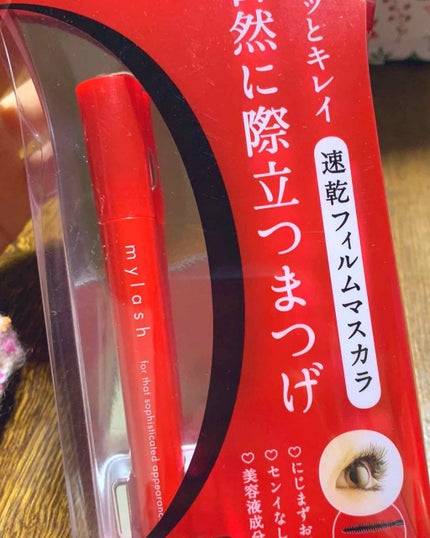 ッとキレイ
然に際立つまつげ
速乾フィルムマスカラ
♡にじまずお
♡センイなし
♡美容液成分
mylash
for that sophisticated appearanc